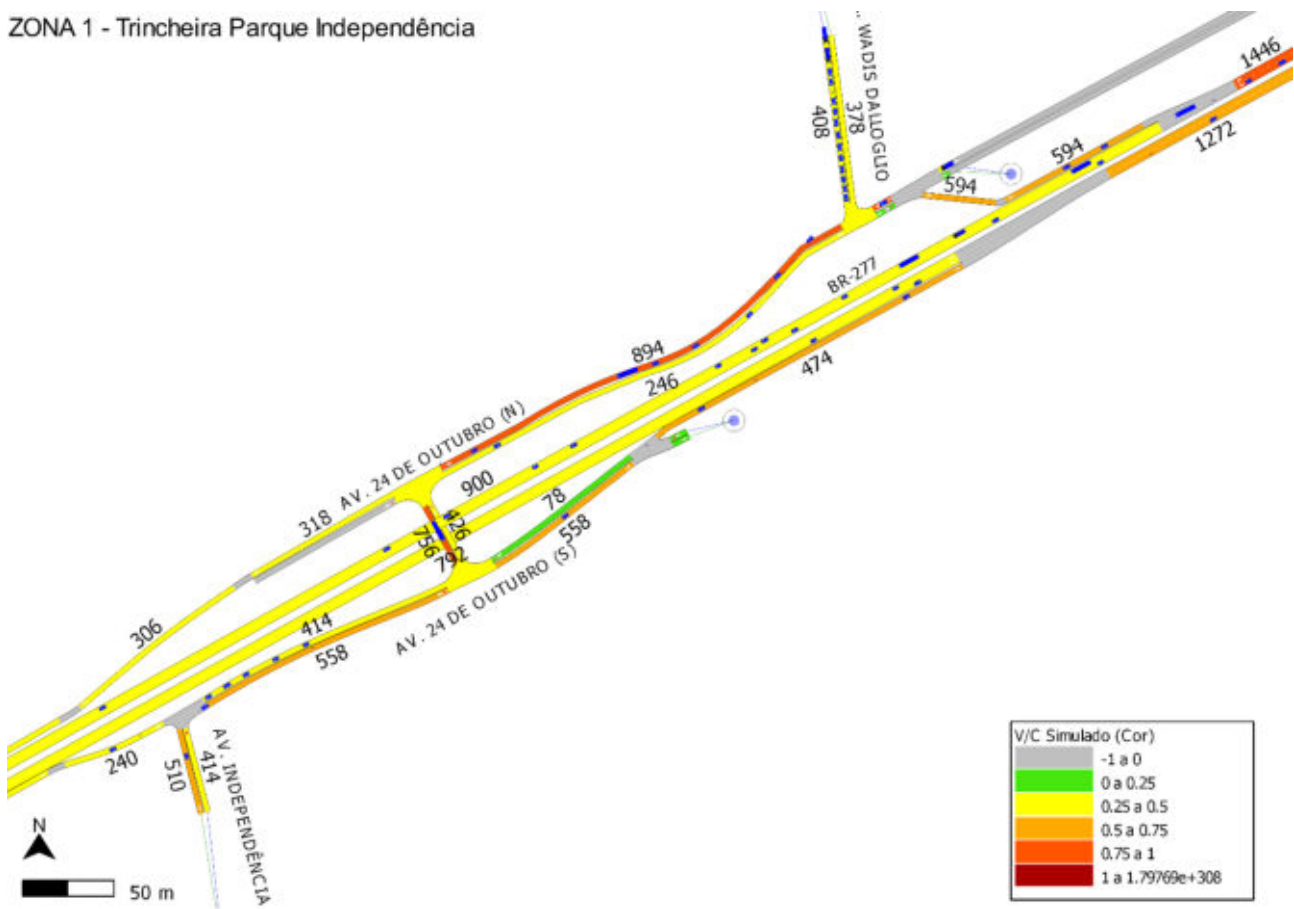 ZONA 1 - Trincheira Parque Independência
. WADIS DALLOGLIO
408
378
1446
594
1272
594
BR-277
894
246
474
AV. 24 DE OUTUBRO (N)
900
318
426
756
792
78
558
AV. 24 DE OUTUBRO (S)
306
414
558
240
510
414
AV. INDEPENDÊNCIA
N
50 m
V/C Simulado (Cor)
-1 a 0
0 a 0.25
0.25 a 0.5
0.5 a 0.75
0.75 a 1
1 a 1.79769e+308